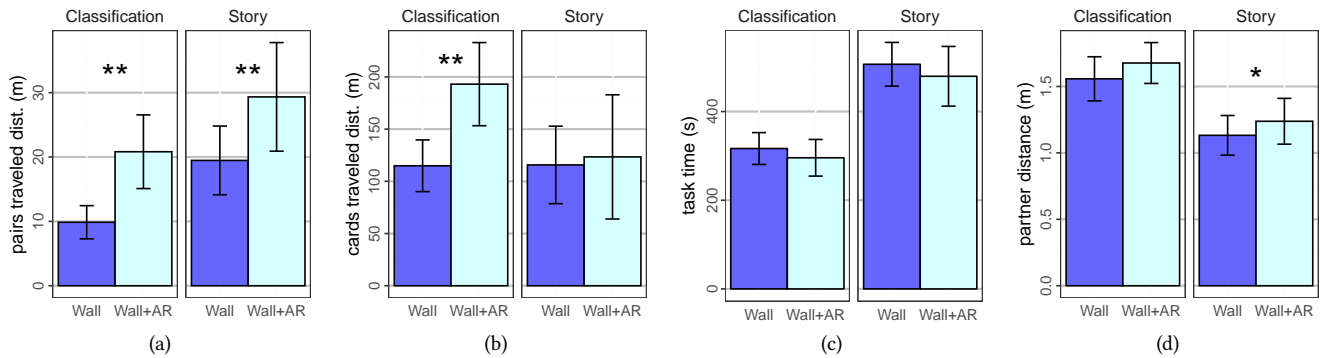 Classification Story
pairs traveled dist. (m)
30
20
10
0
** **
Wall Wall+AR Wall Wall+AR
(a)
Classification Story
cards traveled dist. (m)
200
150
100
50
0
**
Wall Wall+AR Wall Wall+AR
(b)
Classification Story
task time (s)
400
200
0
Wall Wall+AR Wall Wall+AR
(c)
Classification Story
partner distance (m)
1.5
1.0
0.5
0.0
*
Wall Wall+AR Wall Wall+AR
(d)